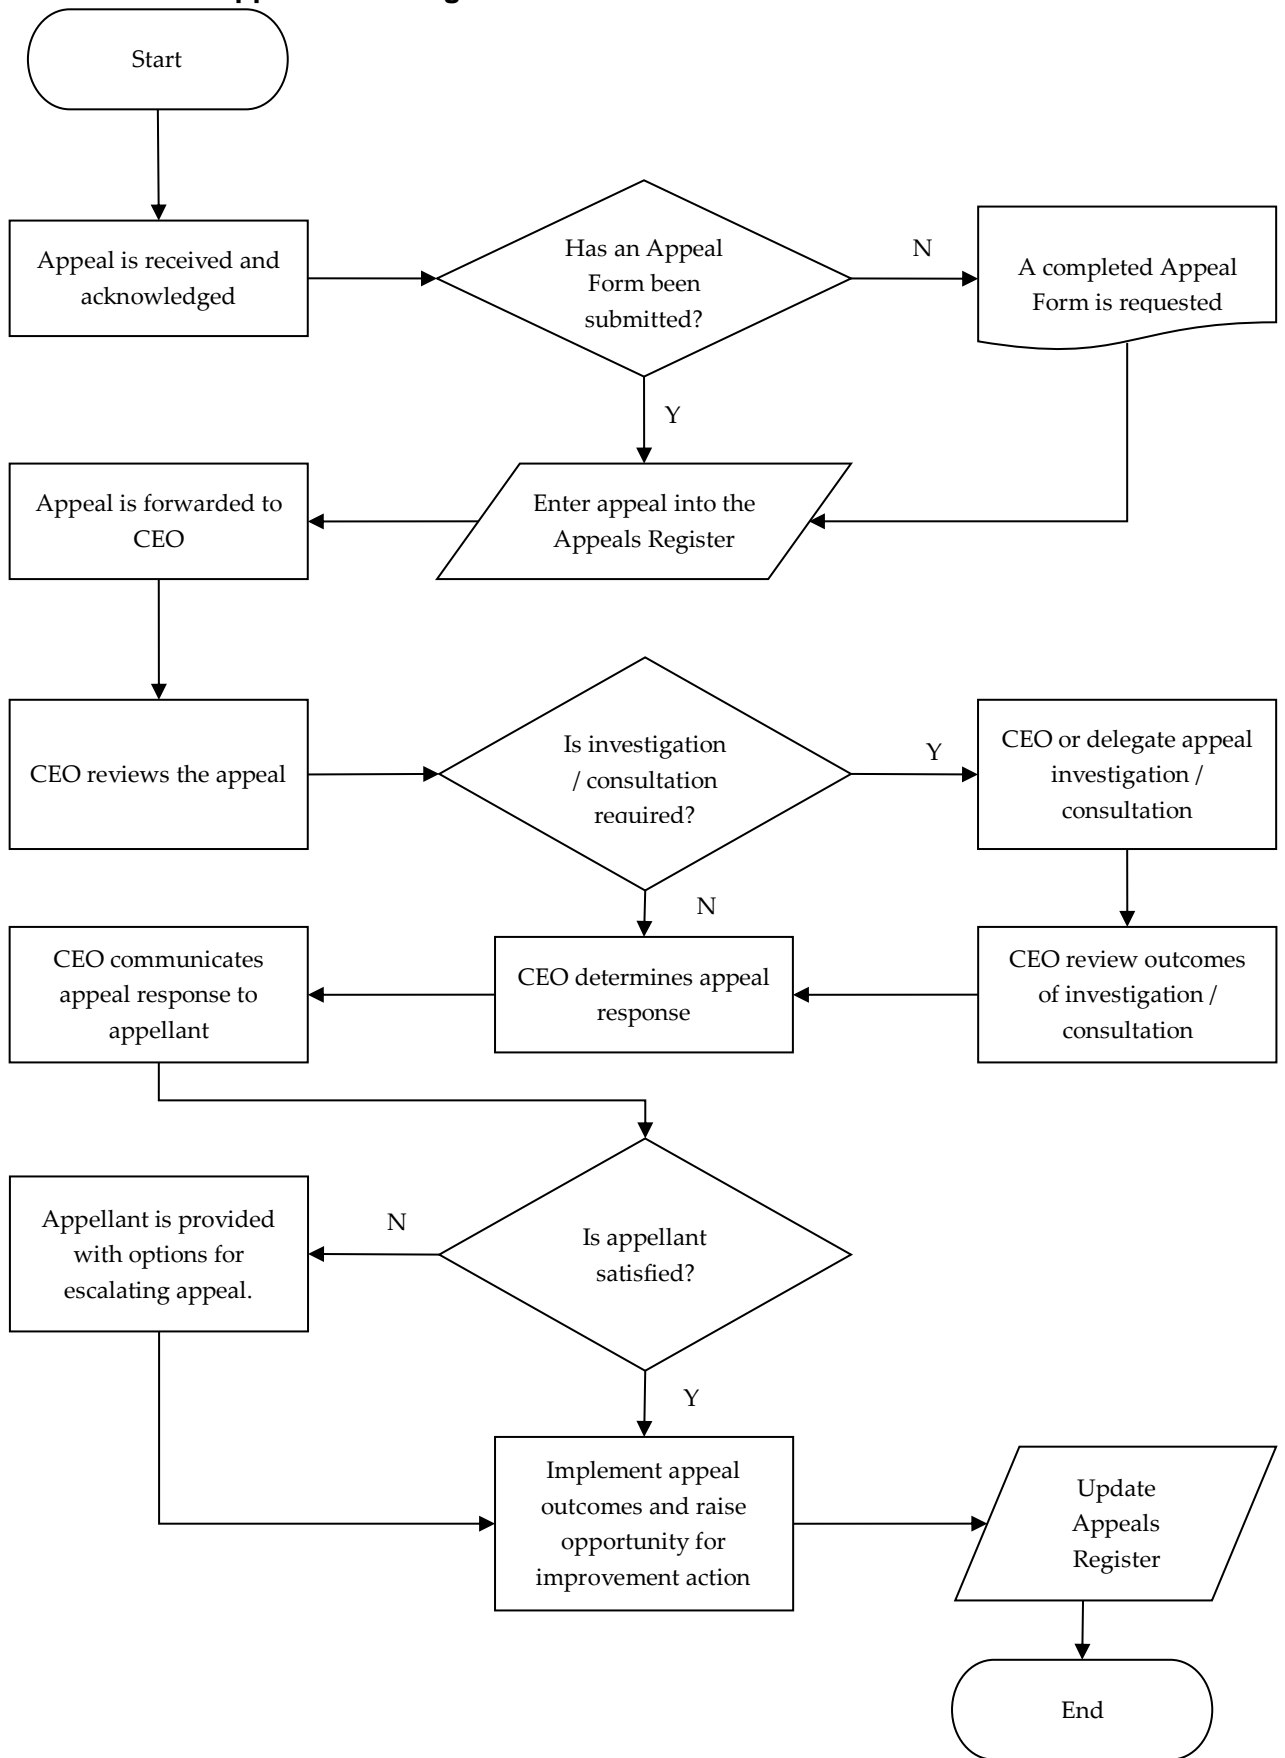 Start
Appeal is received and
acknowledged
Has an Appeal
Form been
submitted?
N
A completed Appeal
Form is requested
Y
Appeal is forwarded to
CEO
Enter appeal into the
Appeals Register
CEO reviews the appeal
Is investigation
/ consultation
required?
Y
CEO or delegate appeal
investigation /
consultation
N
CEO communicates
appeal response to
appellant
CEO determines appeal
response
CEO review outcomes
of investigation /
consultation
Appellant is provided
with options for
escalating appeal.
N
Is appellant
satisfied?
Y
Implement appeal
outcomes and raise
opportunity for
improvement action
Update
Appeals
Register
End